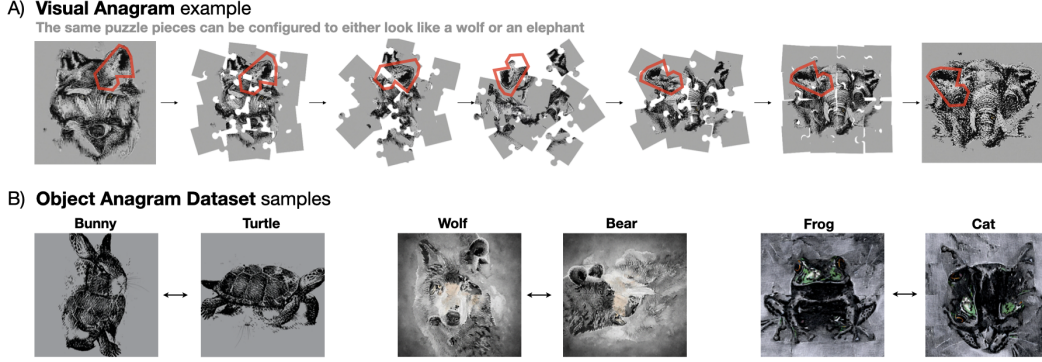 A) Visual Anagram example
The same puzzle pieces can be configured to either look like a wolf or an elephant
B) Object Anagram Dataset samples
Bunny
Turtle
Wolf
Bear
Frog
Cat